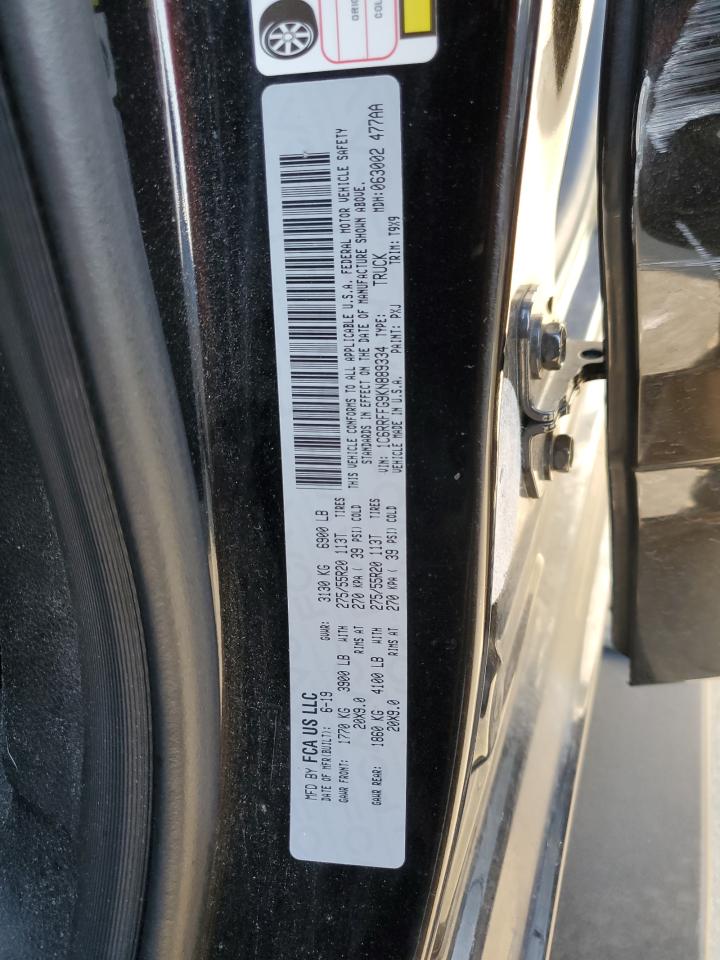 ORIG
COL
MFD BY FCA US LLC
DATE OF MFR(BUILT): 6-19 GVWR: 3130 KG 6900 LB
GAWR FRONT: 1770 KG 3900 LB WITH 275/55R20 113T TIRES
20X9.0 RIMS AT 270 KPA ( 39 PSI) COLD
GAWR REAR: 1860 KG 4100 LB WITH 275/55R20 113T TIRES
20X9.0 RIMS AT 270 KPA ( 39 PSI) COLD
THIS VEHICLE CONFORMS TO ALL APPLICABLE U.S.A. FEDERAL MOTOR VEHICLE SAFETY
STANDARDS IN EFFECT ON THE DATE OF MANUFACTURE SHOWN ABOVE.
VIN: 1C6RRFFG9KN889334 TYPE: TRUCK MDH:063002 477AA
VEHICLE MADE IN U.S.A. PAINT: PXJ TRIM: T9X9